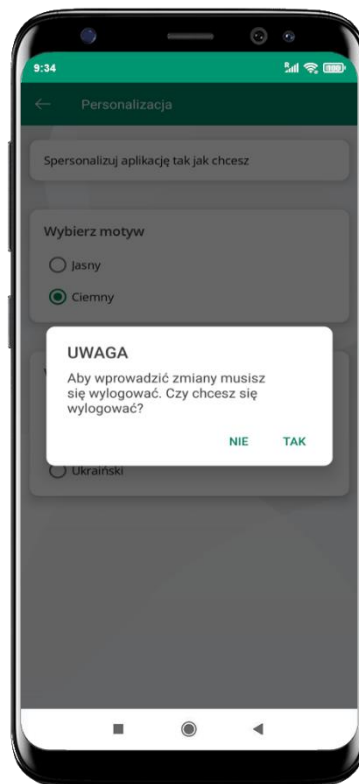 9:34
100
Personalizacja
Spersonalizuj aplikację tak jak chcesz
Wybierz motyw
Jasny
Ciemny
UWAGA
Aby wprowadzić zmiany musisz
się wylogować. Czy chcesz się
wylogować?
NIE TAK
Ukraiński